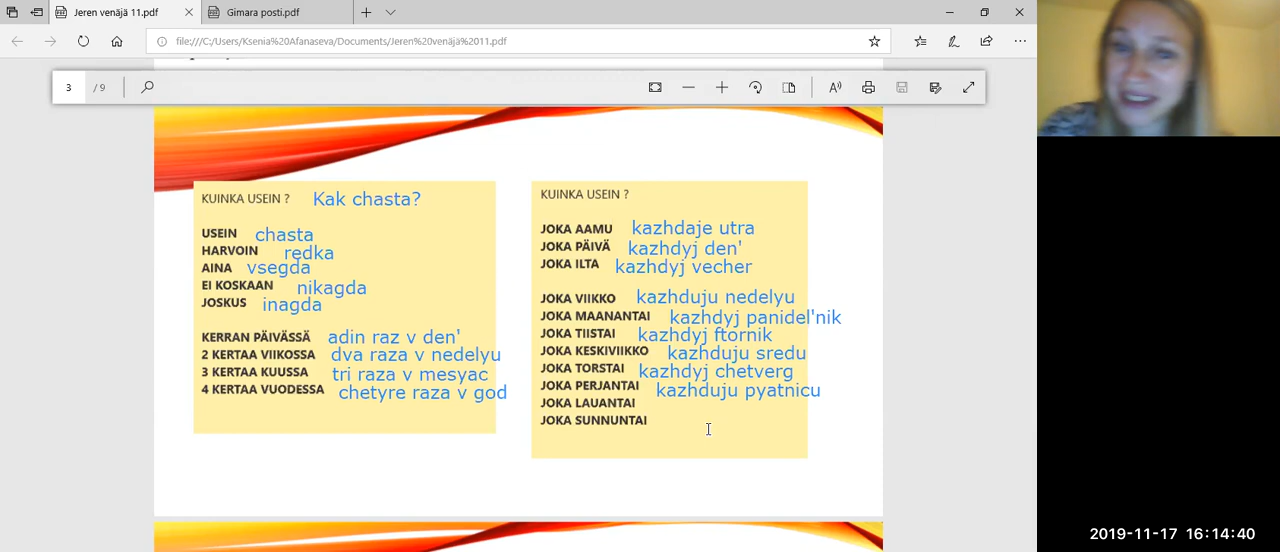 Jeren venäjä 11.pdf
Gimara posti.pdf
file:///C:/Users/Ksenia%20Afanaseva/Documents/Jeren%20venäjä%2011.pdf
3 / 9
KUINKA USEIN ? Kak chasta?
USEIN chasta
HARVOIN redka
AINA vsegda
EI KOSKAAN nikagda
JOSKUS inagda
KERRAN PÄIVÄSSÄ adin raz v den'
2 KERTAA VIIKOSSA dva raza v nedelyu
3 KERTAA KUUSSA tri raza v mesyac
4 KERTAA VUODESSA chetyre raza v god
KUINKA USEIN ?
JOKA AAMU kazhdaje utra
JOKA PÄIVÄ kazhdyj den'
JOKA ILTA kazhdyj vecher
JOKA VIIKKO kazhduju nedelyu
JOKA MAANANTAI kazhdyj panidel'nik
JOKA TIISTAI kazhdyj ftornik
JOKA KESKIVIIKKO kazhduju sredu
JOKA TORSTAI kazhdyj chetverg
JOKA PERJANTAI kazhduju pyatnicu
JOKA LAUANTAI
JOKA SUNNUNTAI
2019-11-17 16:14:40